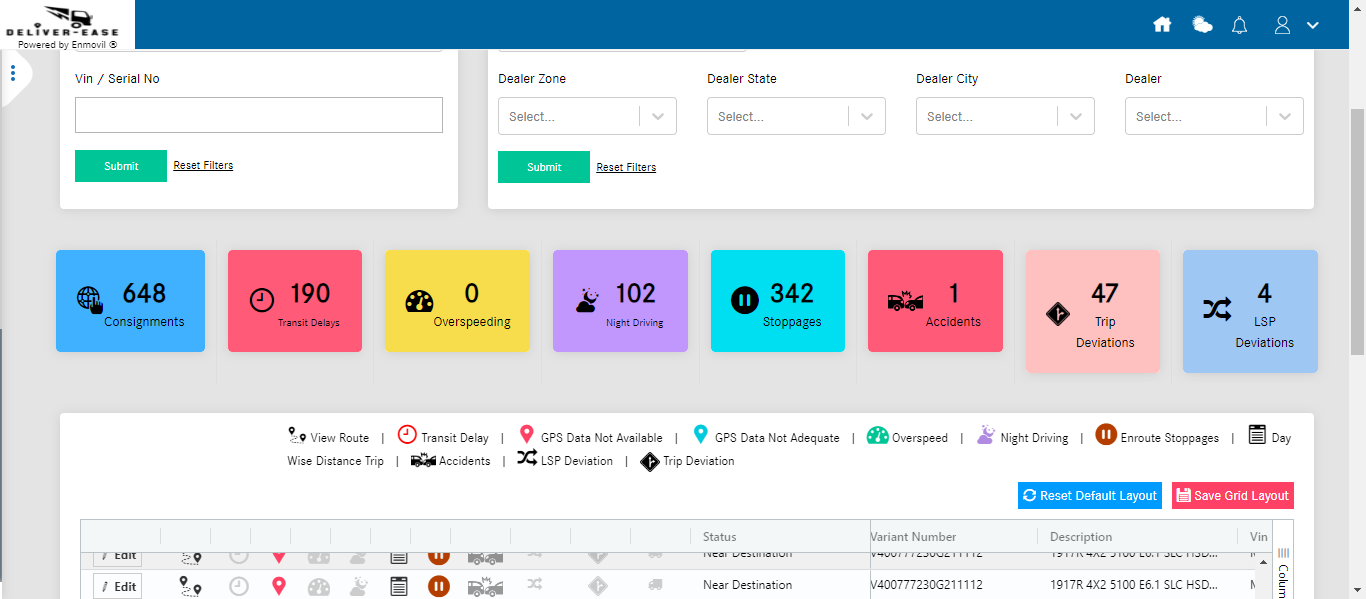 DELIVER-EASE
Powered by Enmovil ®
Vin / Serial No
Submit
Reset Filters
Dealer Zone
Dealer State
Dealer City
Dealer
Select...
Select...
Select...
Select...
Submit
Reset Filters
648
Consignments
190
Transit Delays
0
Overspeeding
102
Night Driving
342
Stoppages
1
Accidents
47
Trip
Deviations
4
LSP
Deviations
View Route | Transit Delay | GPS Data Not Available | GPS Data Not Adequate | Overspeed | Night Driving | Enroute Stoppages | Day
Wise Distance Trip | Accidents | LSP Deviation | Trip Deviation
Reset Default Layout
Save Grid Layout
Status Variant Number Description Vin
Edit Near Destination V400777230G211112 1917R 4X2 5100 E6.1 SLC HSD...
Edit Near Destination V400777230G211112 1917R 4X2 5100 E6.1 SLC HSD...
Colum